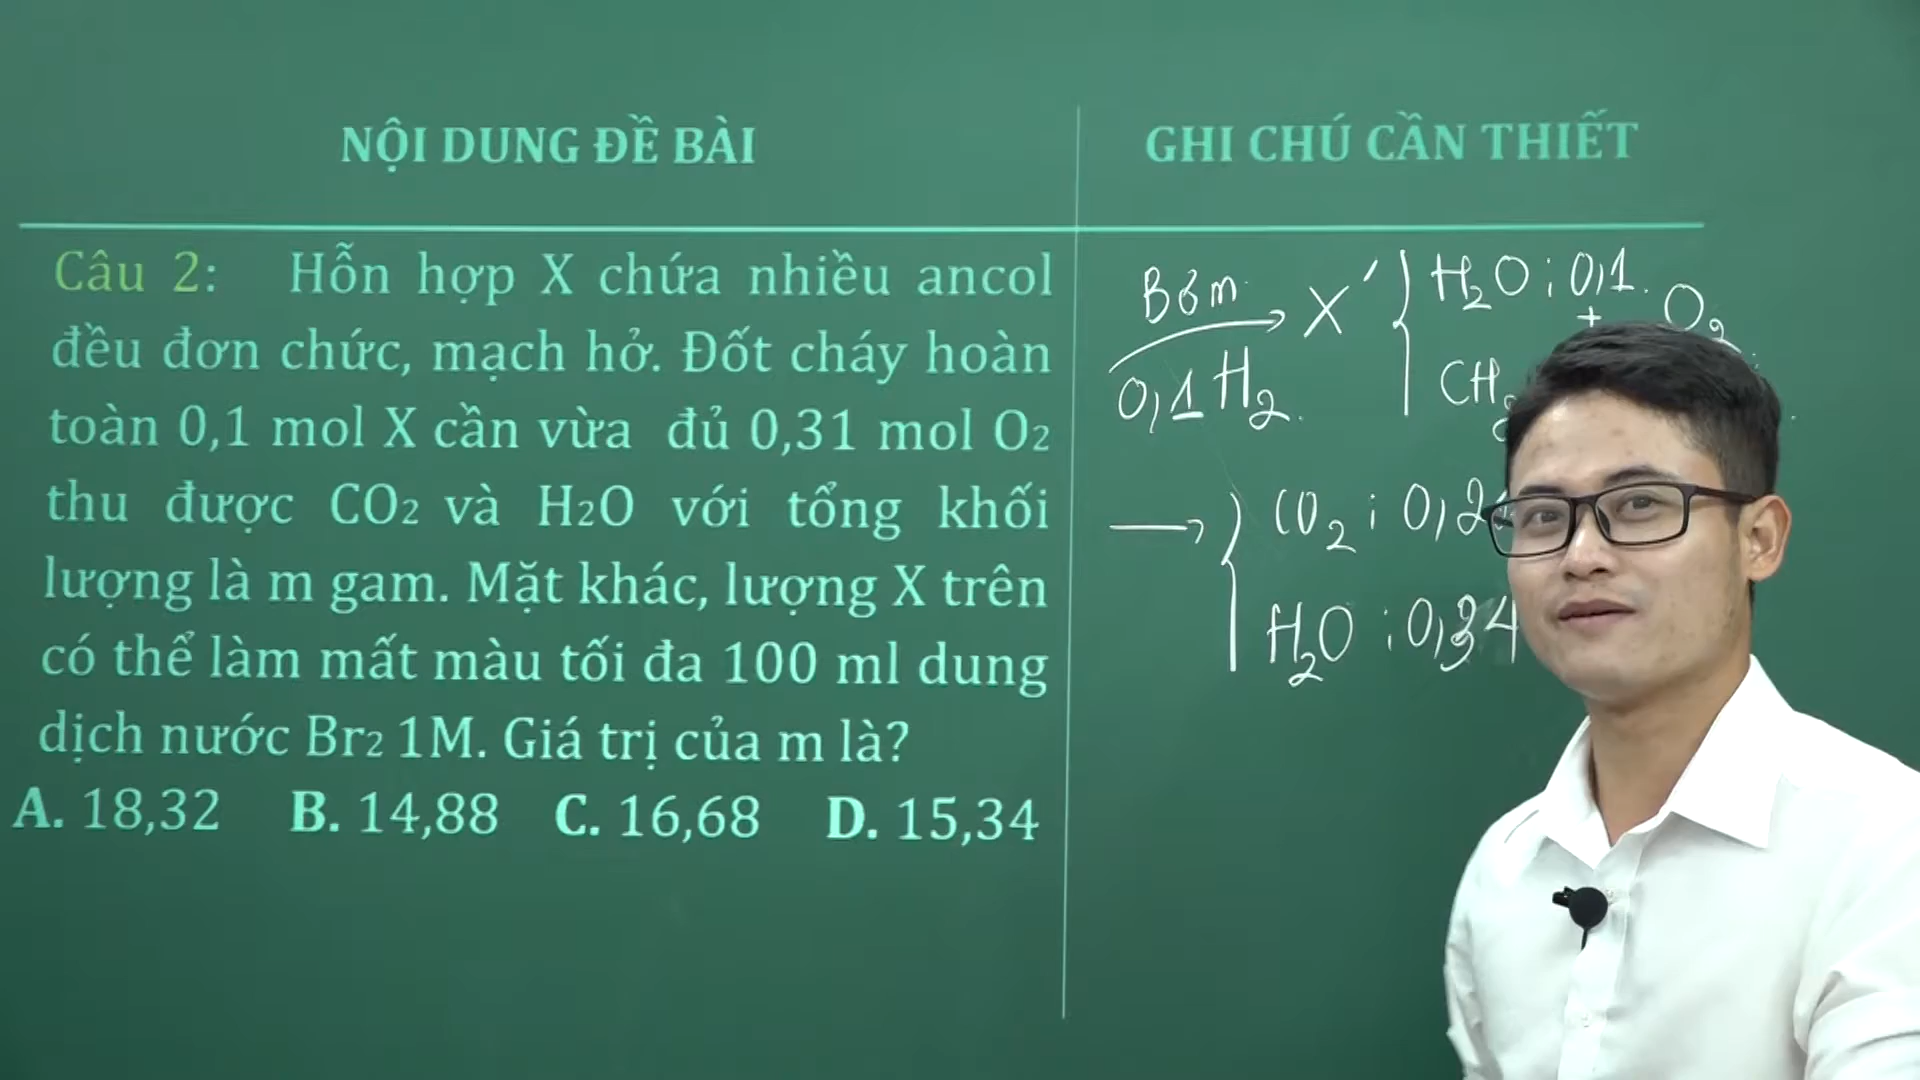 NỘI DUNG ĐỀ BÀI
GHI CHÚ CẦN THIẾT
Câu 2: Hỗn hợp X chứa nhiều ancol
đều đơn chức, mạch hở. Đốt cháy hoàn
toàn 0,1 mol X cần vừa đủ 0,31 mol O2
thu được CO2 và H2O với tổng khối
lượng là m gam. Mặt khác, lượng X trên
có thể làm mất màu tối đa 100 ml dung
dịch nước Br2 1M. Giá trị của m là?
A. 18,32 B. 14,88 C. 16,68 D. 15,34
Bơm
0,1 H2
X' H2O : 0,1 + O2
CH2
→ CO2 : 0,2
H2O : 0,34